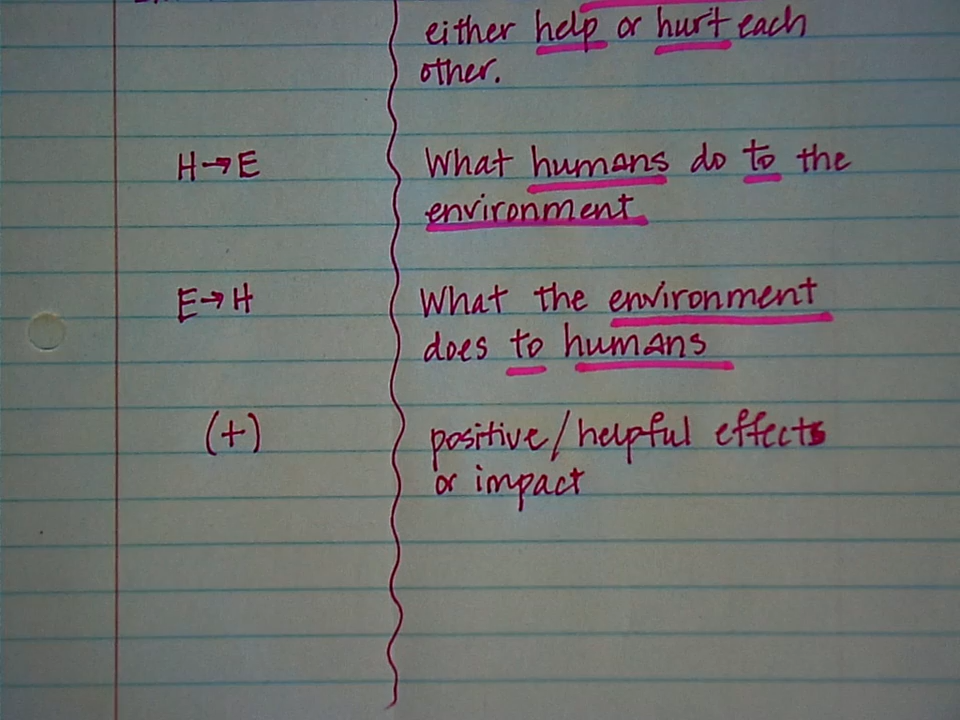 either help or hurt each
other.
H→E What humans do to the
environment
E→H What the environment
does to humans
(+) positive/helpful effects
or impact